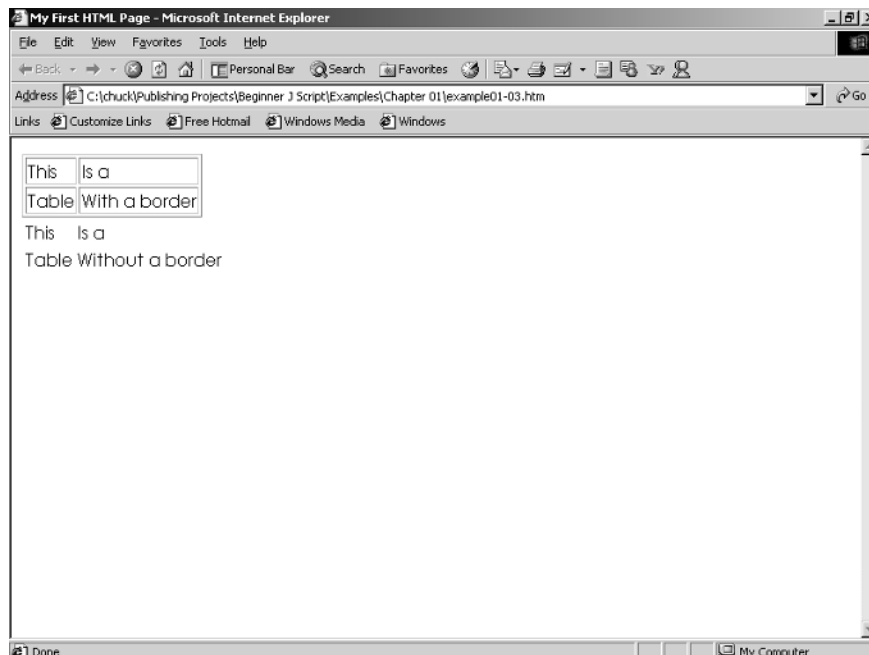 My First HTML Page - Microsoft Internet Explorer
File Edit View Favorites Tools Help
Back Personal Bar Search Favorites
Address C:\chuck\Publishing Projects\Beginner J Script\Examples\Chapter 01\example01-03.htm Go
Links Customize Links Free Hotmail Windows Media Windows
This Is a
Table With a border
This Is a
Table Without a border
Done My Computer